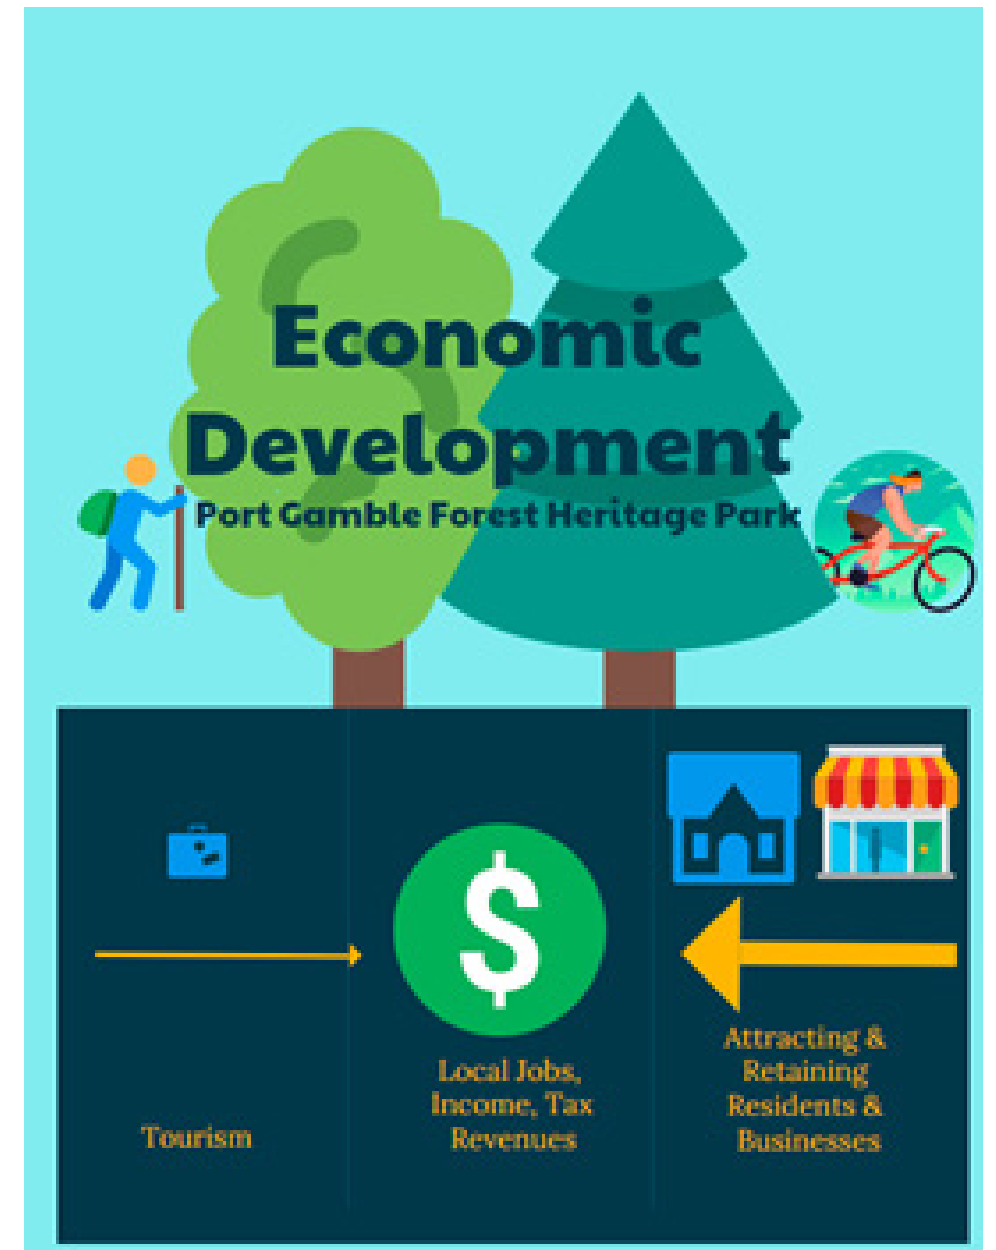 Economic
Development
Port Gamble Forest Heritage Park
$
Tourism
Local Jobs,
Income, Tax
Revenues
Attracting &
Retaining
Residents &
Businesses